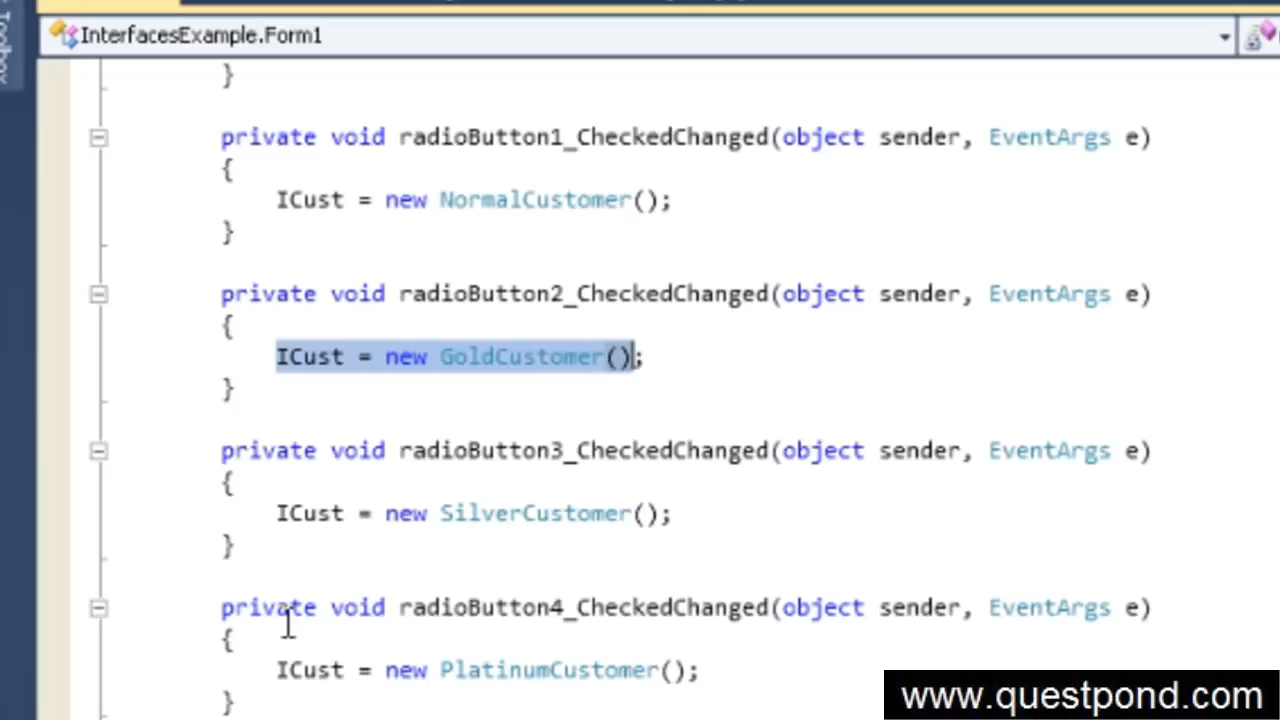 Toolbox
InterfacesExample.Form1
}
private void radioButton1_CheckedChanged(object sender, EventArgs e)
{
ICust = new NormalCustomer();
}
private void radioButton2_CheckedChanged(object sender, EventArgs e)
{
ICust = new GoldCustomer();
}
private void radioButton3_CheckedChanged(object sender, EventArgs e)
{
ICust = new SilverCustomer();
}
private void radioButton4_CheckedChanged(object sender, EventArgs e)
{
ICust = new PlatinumCustomer();
}
www.questpond.com